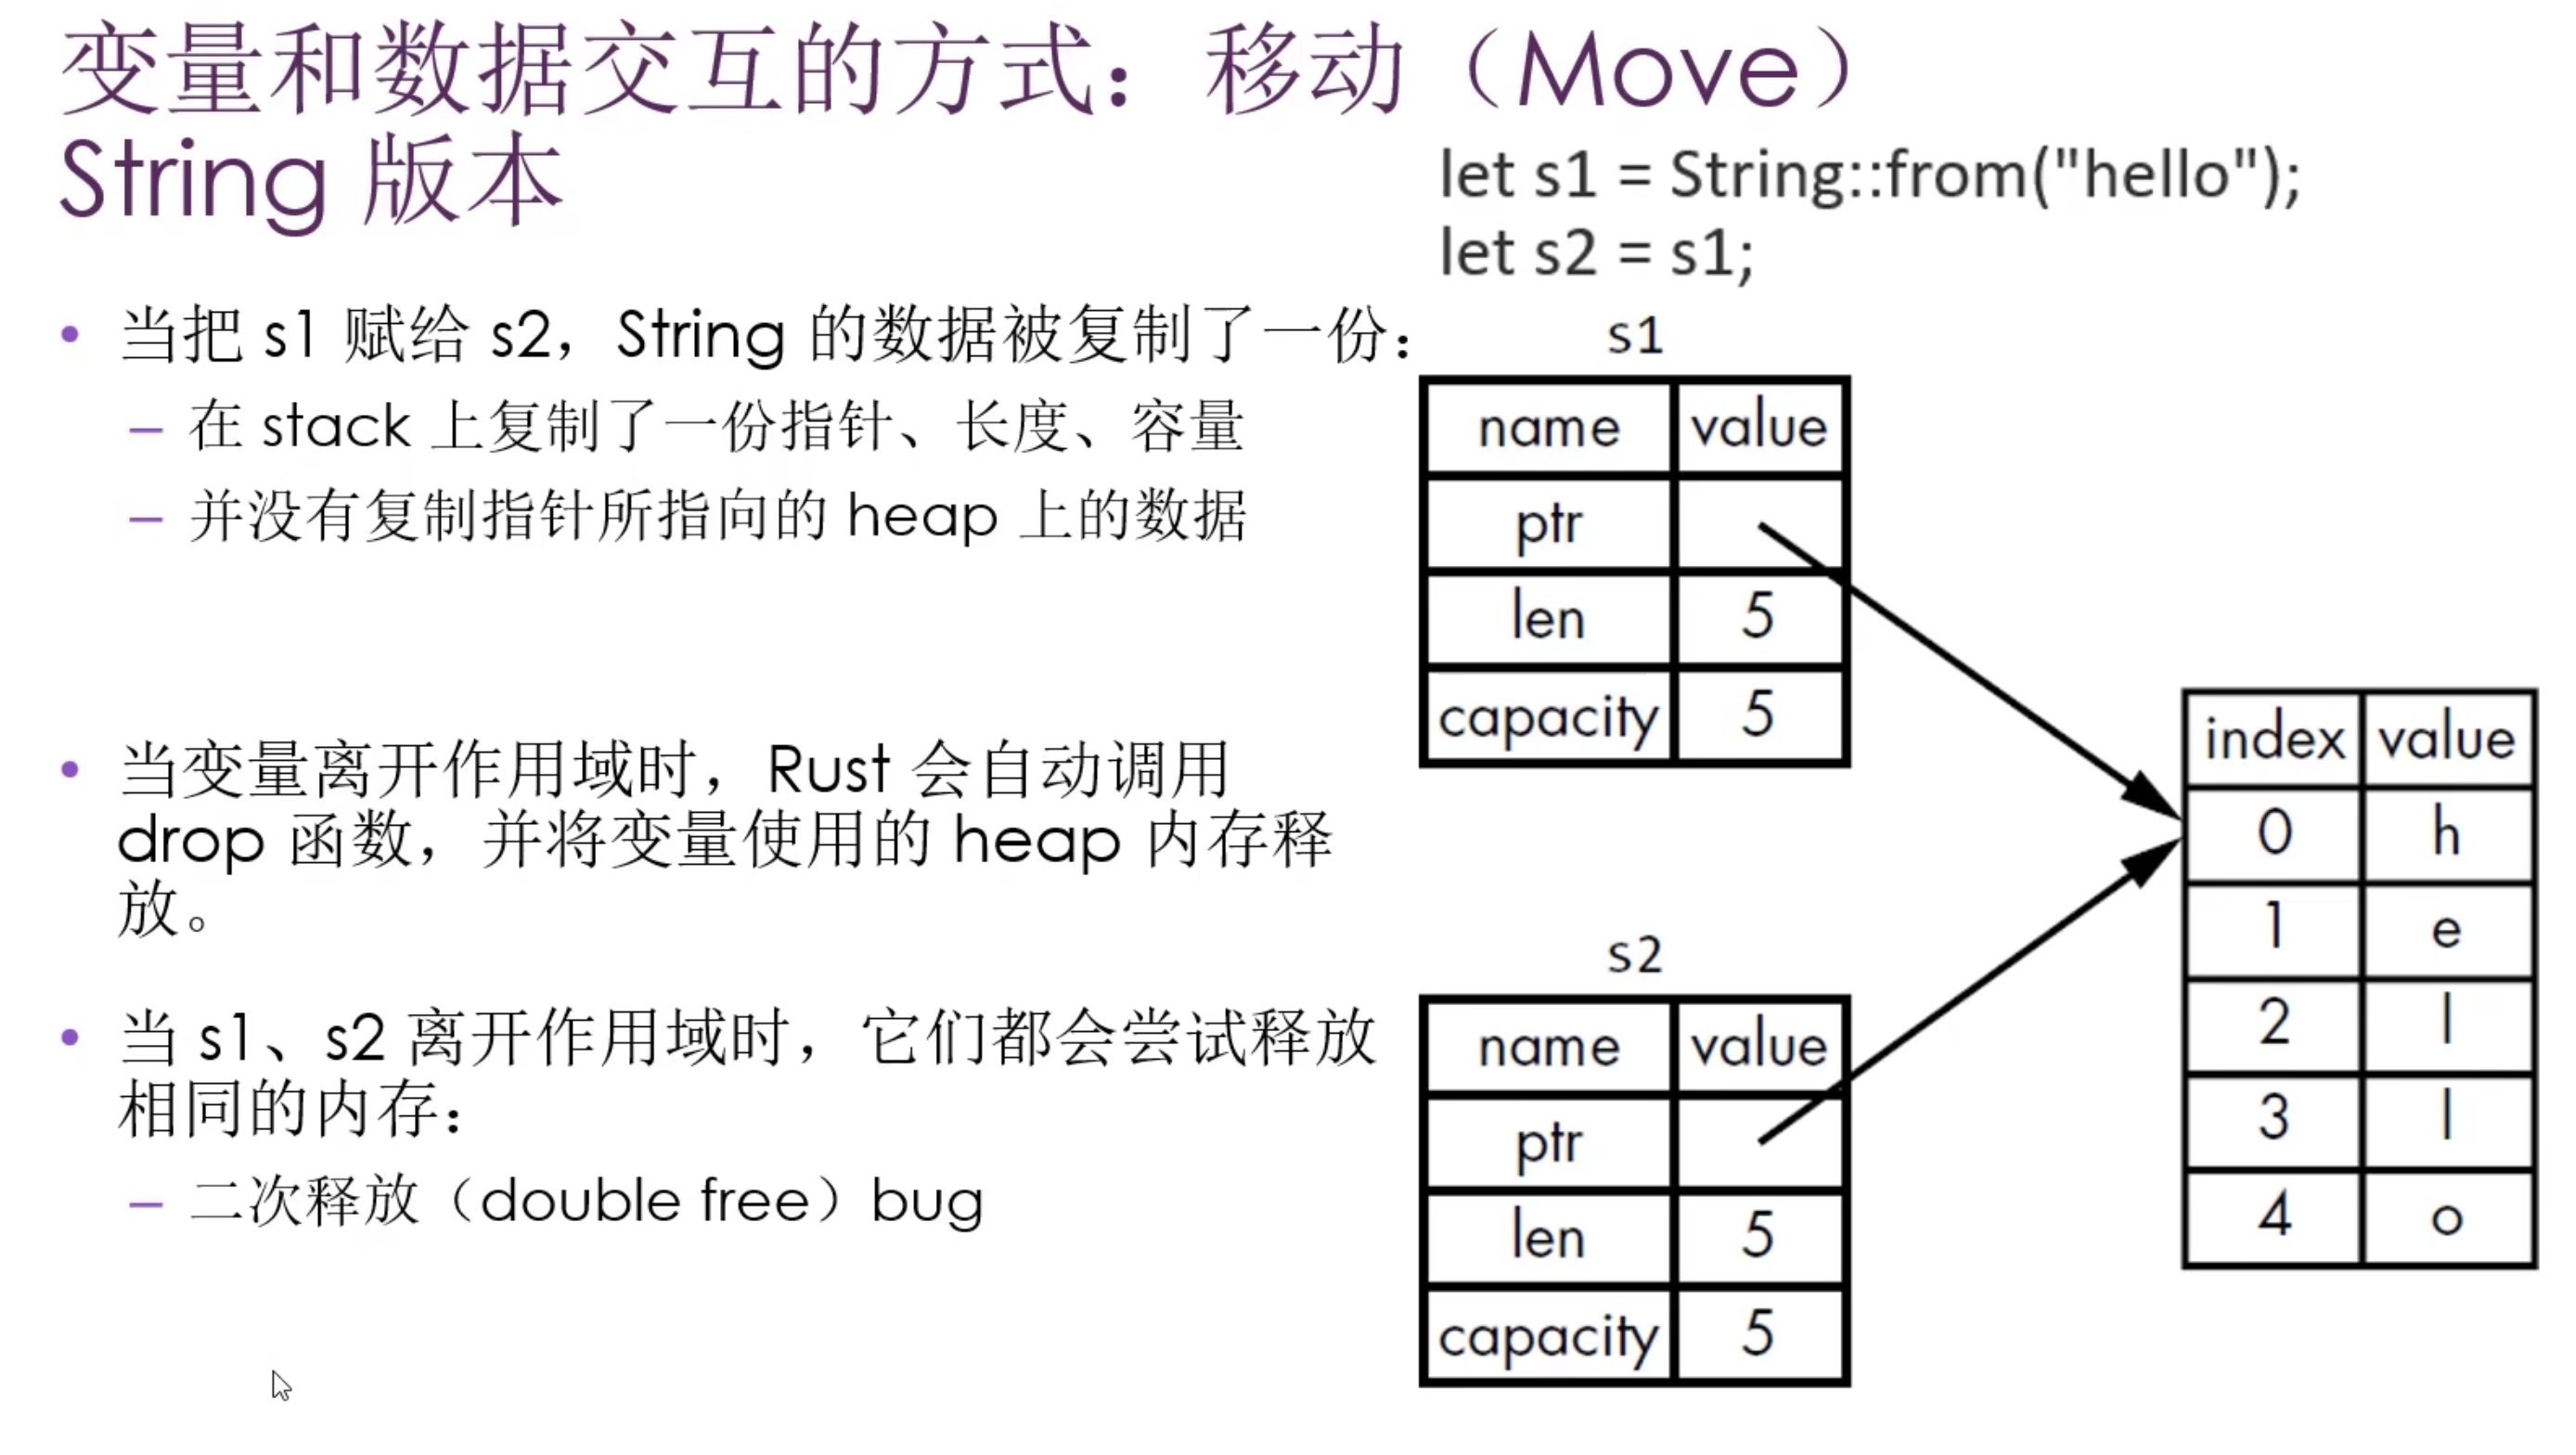 变量和数据交互的方式：移动（Move）
String 版本
let s1 = String::from("hello");
let s2 = s1;
• 当把 s1 赋给 s2，String 的数据被复制了一份：
– 在 stack 上复制了一份指针、长度、容量
– 并没有复制指针所指向的 heap 上的数据
• 当变量离开作用域时，Rust 会自动调用
drop 函数，并将变量使用的 heap 内存释
放。
• 当 s1、s2 离开作用域时，它们都会尝试释放
相同的内存：
– 二次释放（double free）bug
s1
name value
ptr
len 5
capacity 5
s2
name value
ptr
len 5
capacity 5
index value
0 h
1 e
2 l
3 l
4 o